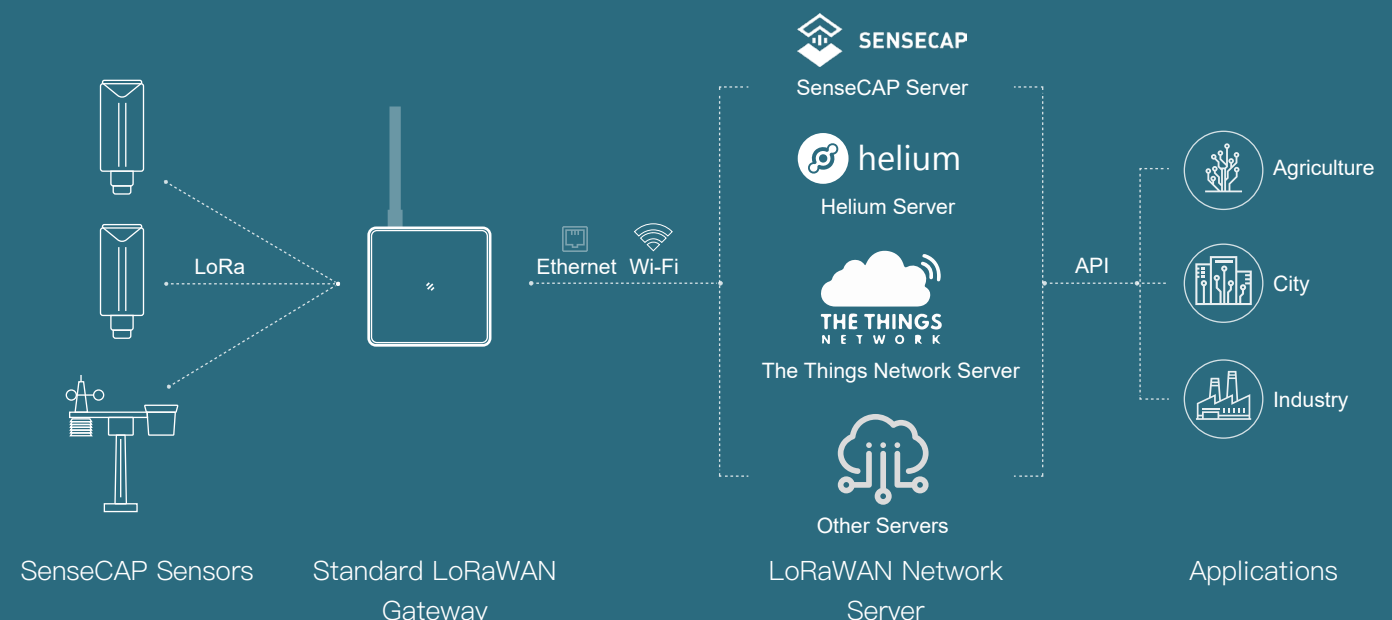 SENSECAP
SenseCAP Server
helium
Helium Server
THE THINGS
NETWORK
The Things Network Server
Other Servers
LoRa
Ethernet Wi-Fi
API
Agriculture
City
Industry
SenseCAP Sensors
Standard LoRaWAN
Gateway
LoRaWAN Network
Server
Applications